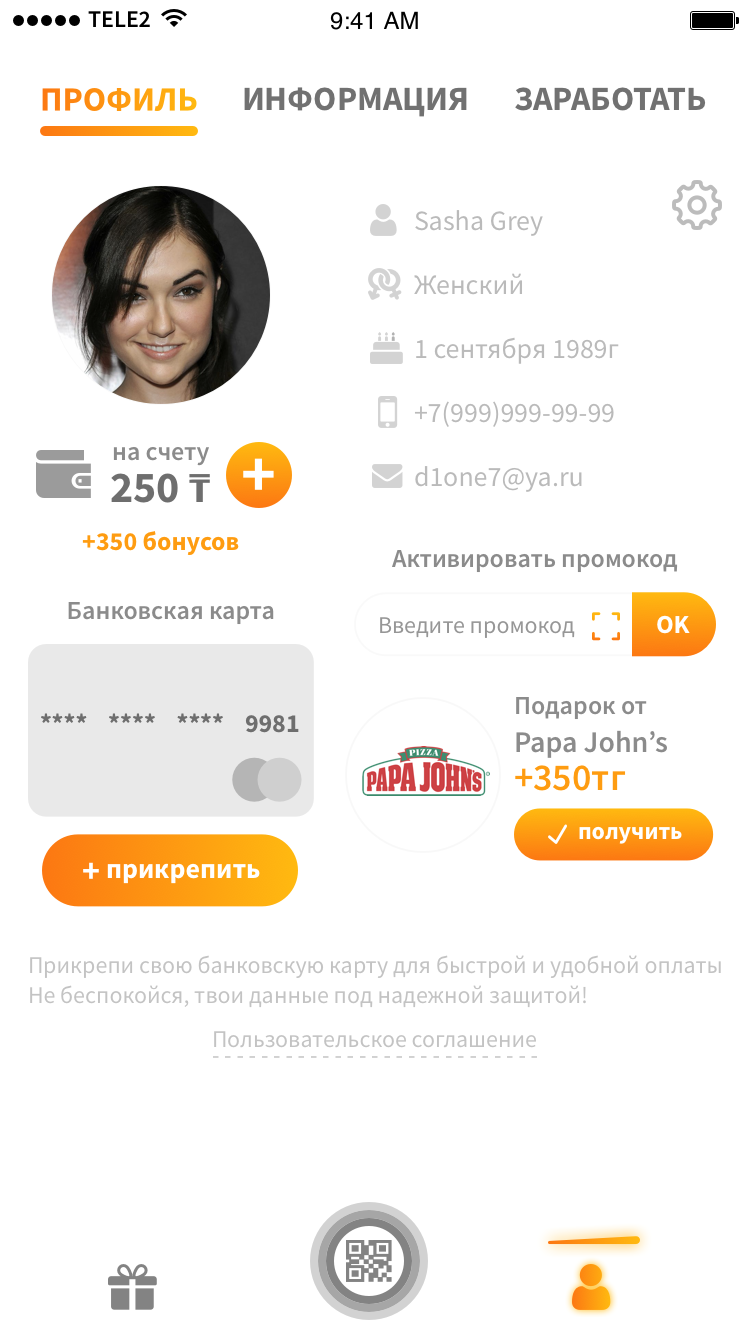 TELE2 9:41 AM
ПРОФИЛЬ ИНФОРМАЦИЯ ЗАРАБОТАТЬ
Sasha Grey
Женский
1 сентября 1989г
+7(999)999-99-99
d1one7@ya.ru
на счету
250 ₸
+350 бонусов
Активировать промокод
Введите промокод OK
Банковская карта
**** **** **** 9981
+ прикрепить
PIZZA
PAPA JOHN'S
Подарок от
Papa John’s
+350тг
получить
Прикрепи свою банковскую карту для быстрой и удобной оплаты
Не беспокойся, твои данные под надежной защитой!
Пользовательское соглашение